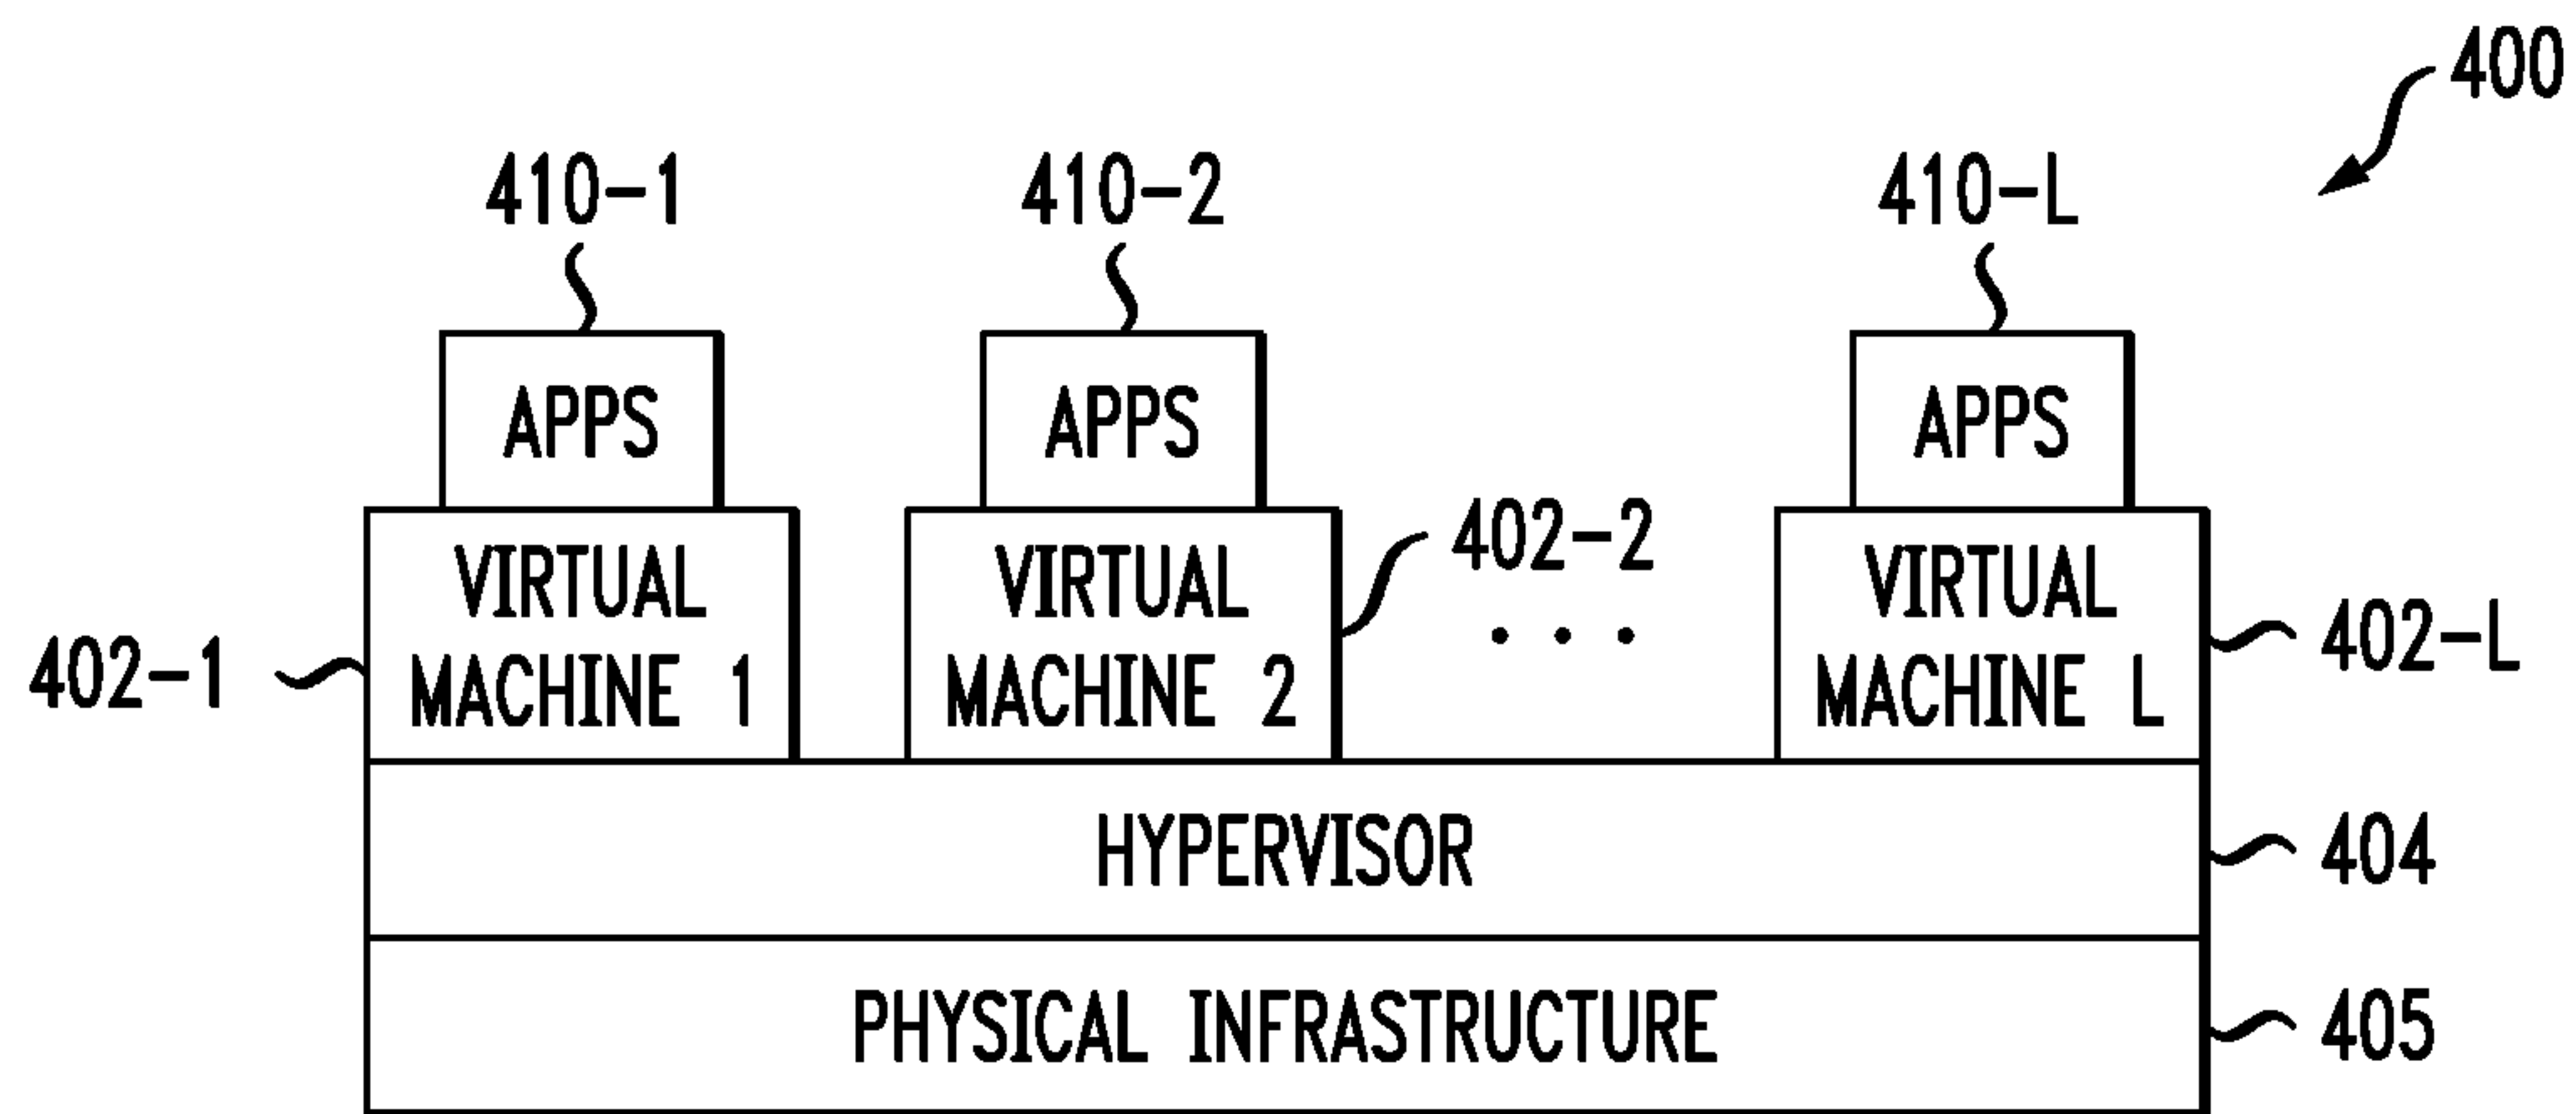 400
410-1
410-2
410-L
APPS
APPS
APPS
402-1
VIRTUAL
MACHINE 1
VIRTUAL
MACHINE 2
402-2
. . .
VIRTUAL
MACHINE L
402-L
HYPERVISOR
404
PHYSICAL INFRASTRUCTURE
405